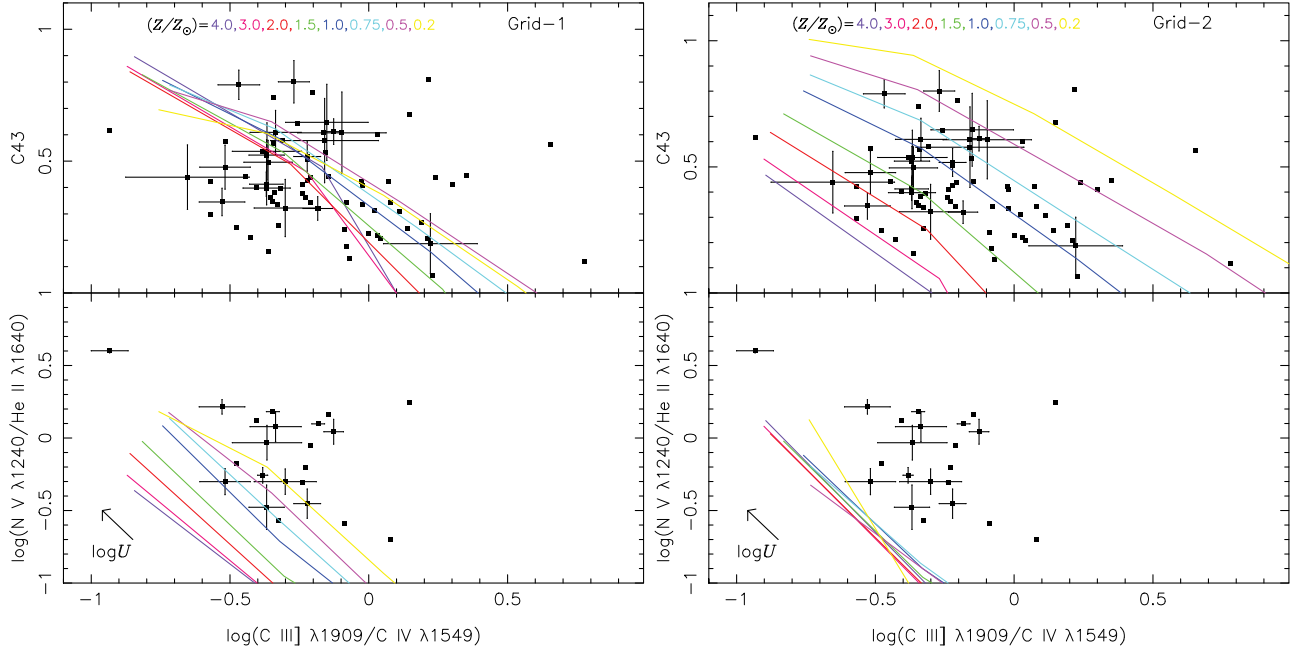 (Z/Z⊙)=4.0,3.0,2.0,1.5,1.0,0.75,0.5,0.2 Grid-1
1
0.5
1
C43
0.5
0
-0.5
-1
log(N V λ1240/He II λ1640)
logU
-1 -0.5 0 0.5
log(C III] λ1909/C IV λ1549)
(Z/Z⊙)=4.0,3.0,2.0,1.5,1.0,0.75,0.5,0.2 Grid-2
1
0.5
1
C43
0.5
0
-0.5
-1
log(N V λ1240/He II λ1640)
logU
-1 -0.5 0 0.5
log(C III] λ1909/C IV λ1549)